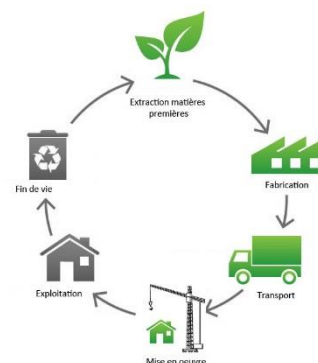 Extraction matières
premières
Fabrication
Transport
Mise en oeuvre
Exploitation
Fin de vie